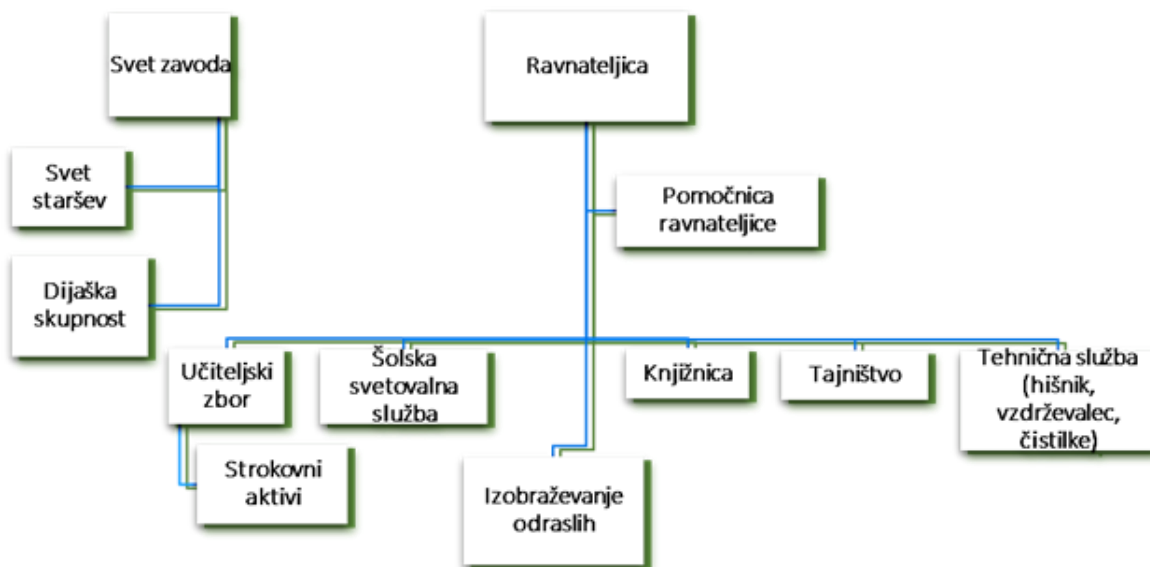 Svet zavoda
Ravnateljica
Svet
staršev
Pomočnica
ravnateljice
Dijaška
skupnost
Učiteljski
zbor
Šolska
svetovalna
služba
Knjižnica
Tajništvo
Tehnična služba
(hišnik,
vzdrževalec,
čistilke)
Strokovni
aktivi
Izobraževanje
odraslih